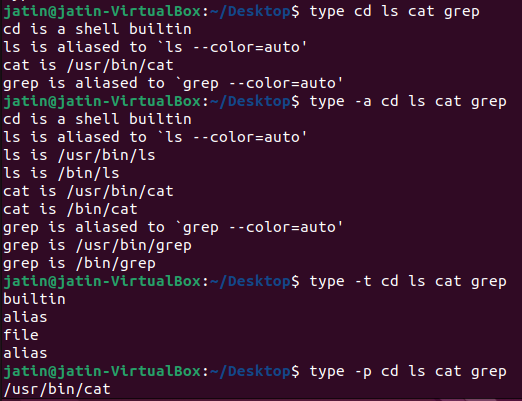 jatin@jatin-VirtualBox:~/Desktop$ type cd ls cat grep
cd is a shell builtin
ls is aliased to `ls --color=auto'
cat is /usr/bin/cat
grep is aliased to `grep --color=auto'
jatin@jatin-VirtualBox:~/Desktop$ type -a cd ls cat grep
cd is a shell builtin
ls is aliased to `ls --color=auto'
ls is /usr/bin/ls
ls is /bin/ls
cat is /usr/bin/cat
cat is /bin/cat
grep is aliased to `grep --color=auto'
grep is /usr/bin/grep
grep is /bin/grep
jatin@jatin-VirtualBox:~/Desktop$ type -t cd ls cat grep
builtin
alias
file
alias
jatin@jatin-VirtualBox:~/Desktop$ type -p cd ls cat grep
/usr/bin/cat